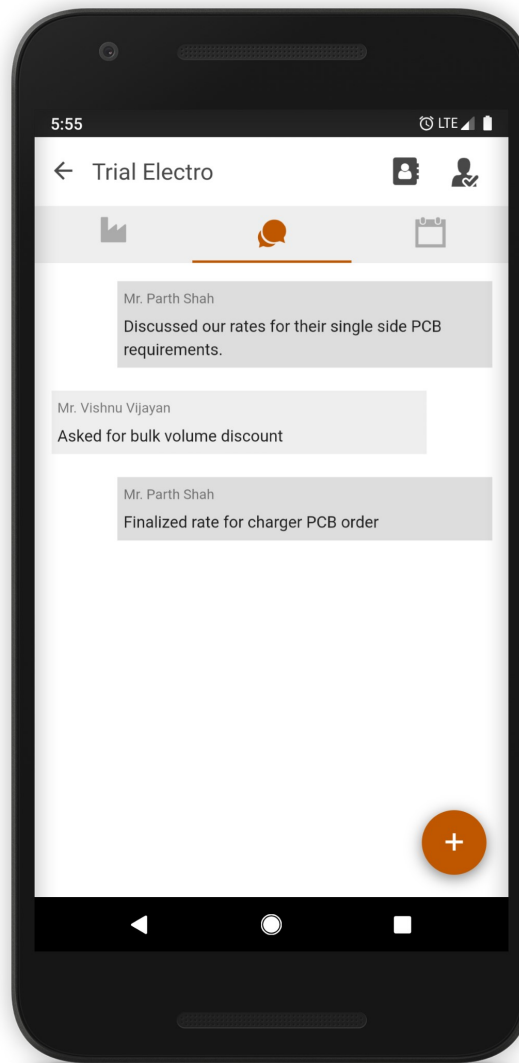 5:55
LTE
Trial Electro
Mr. Parth Shah
Discussed our rates for their single side PCB
requirements.
Mr. Vishnu Vijayan
Asked for bulk volume discount
Mr. Parth Shah
Finalized rate for charger PCB order